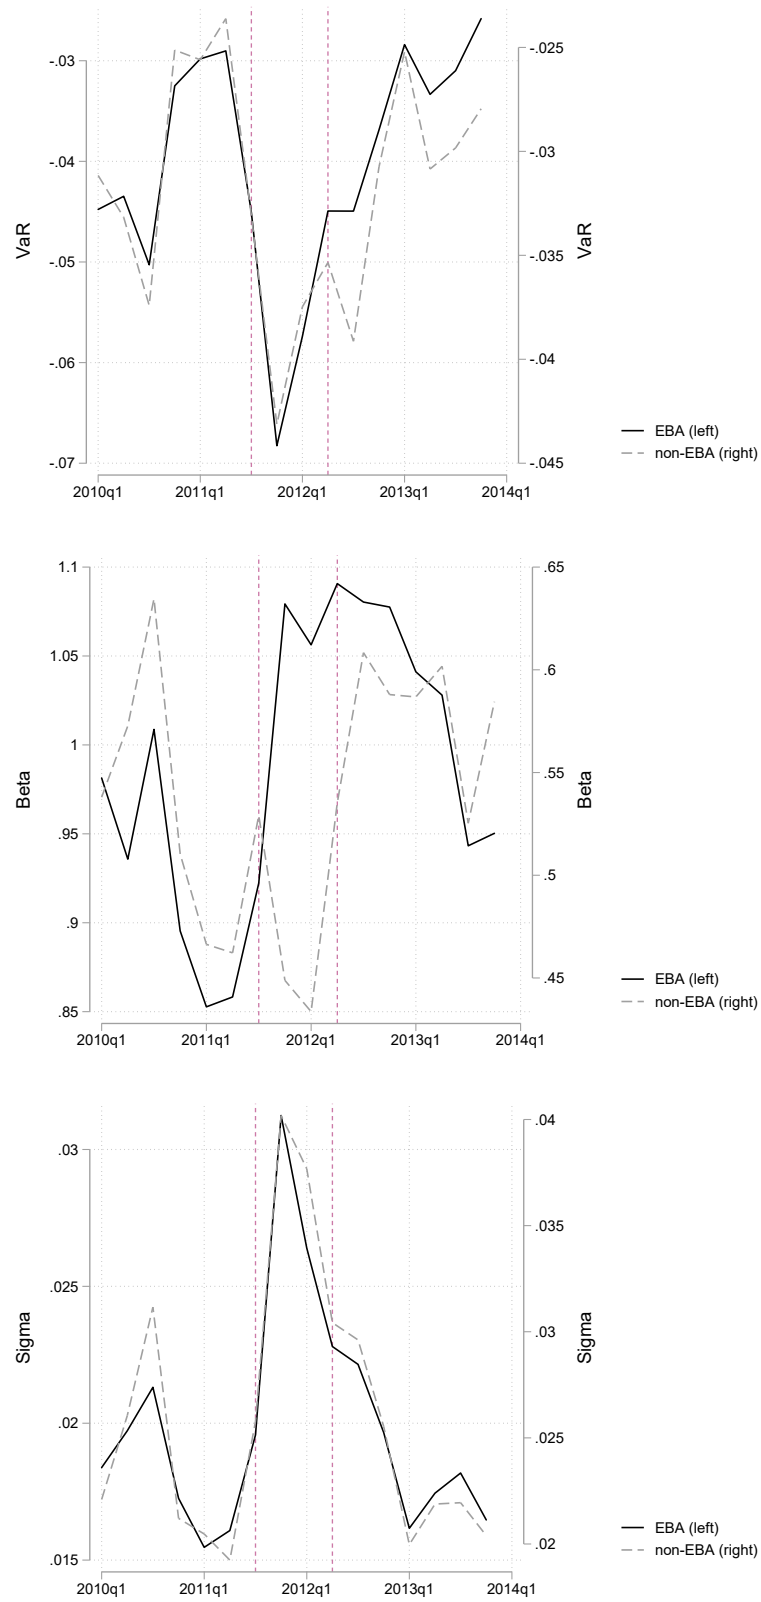 -.03
-.04
-.05
-.06
-.07
VaR
-.025
-.03
-.035
-.04
-.045
VaR
2010q1 2011q1 2012q1 2013q1 2014q1
EBA (left)
non-EBA (right)
1.1
1.05
1
.95
.9
.85
Beta
.65
.6
.55
.5
.45
Beta
2010q1 2011q1 2012q1 2013q1 2014q1
EBA (left)
non-EBA (right)
.03
.025
.02
.015
Sigma
.04
.035
.03
.025
.02
Sigma
2010q1 2011q1 2012q1 2013q1 2014q1
EBA (left)
non-EBA (right)